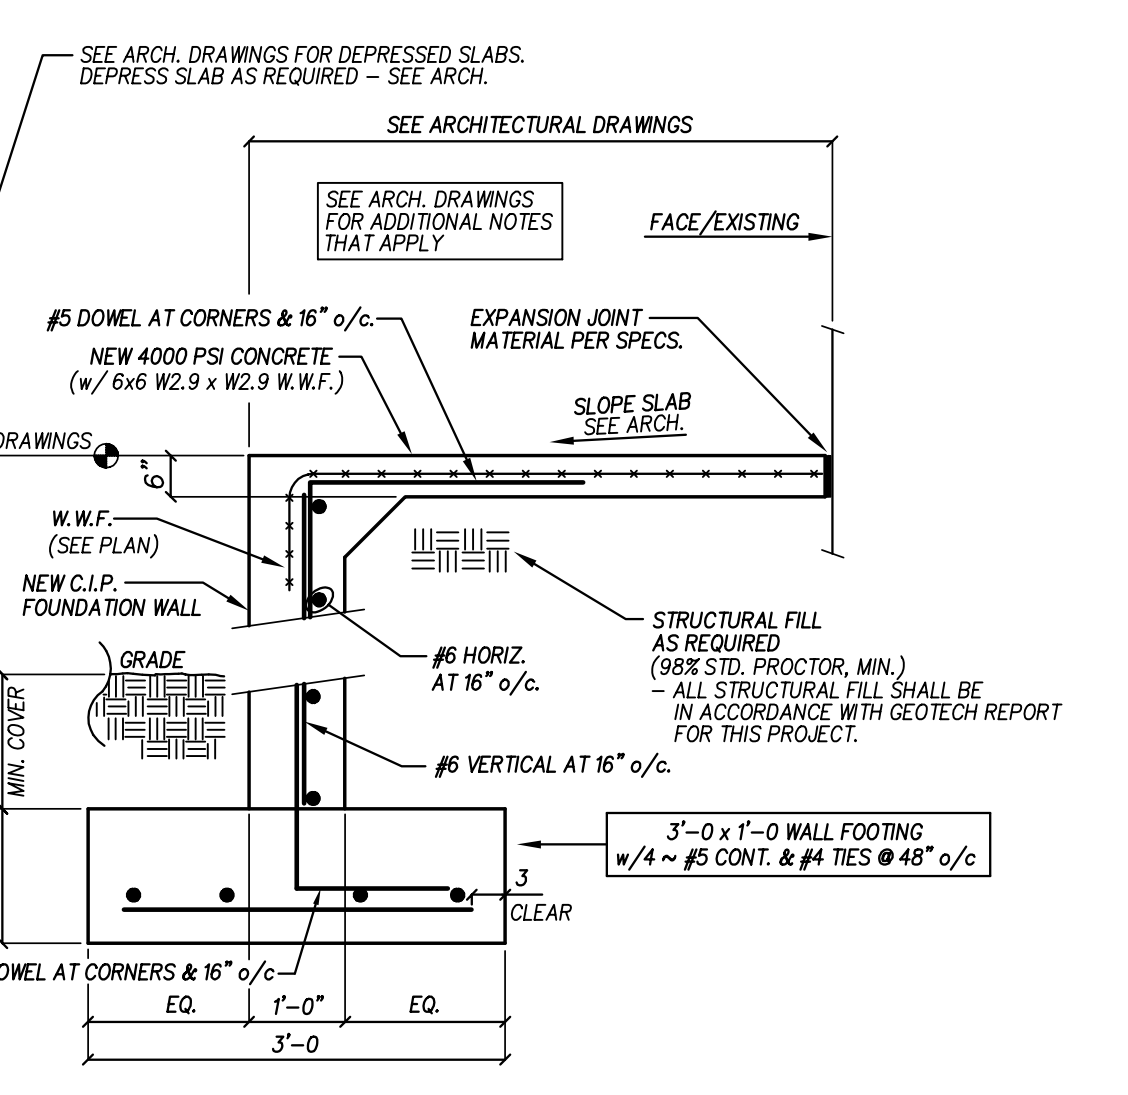 SEE ARCH. DRAWINGS FOR DEPRESSED SLABS.
DEPRESS SLAB AS REQUIRED – SEE ARCH.
SEE ARCHITECTURAL DRAWINGS
SEE ARCH. DRAWINGS
FOR ADDITIONAL NOTES
THAT APPLY
FACE/EXISTING
#5 DOWEL AT CORNERS & 16" o/c.
NEW 4000 PSI CONCRETE
(w/ 6x6 W2.9 x W2.9 W.W.F.)
EXPANSION JOINT
MATERIAL PER SPECS.
SLOPE SLAB
SEE ARCH.
DRAWINGS
6"
W.W.F.
(SEE PLAN)
NEW C.I.P.
FOUNDATION WALL
GRADE
MIN. COVER
#6 HORIZ.
AT 16" o/c.
#6 VERTICAL AT 16" o/c.
STRUCTURAL FILL
AS REQUIRED
(98% STD. PROCTOR, MIN.)
– ALL STRUCTURAL FILL SHALL BE
IN ACCORDANCE WITH GEOTECH REPORT
FOR THIS PROJECT.
3'-0 x 1'-0 WALL FOOTING
w/4 ~ #5 CONT. & #4 TIES @ 48" o/c
3
CLEAR
OWEL AT CORNERS & 16" o/c
EQ.
1'-0"
EQ.
3'-0